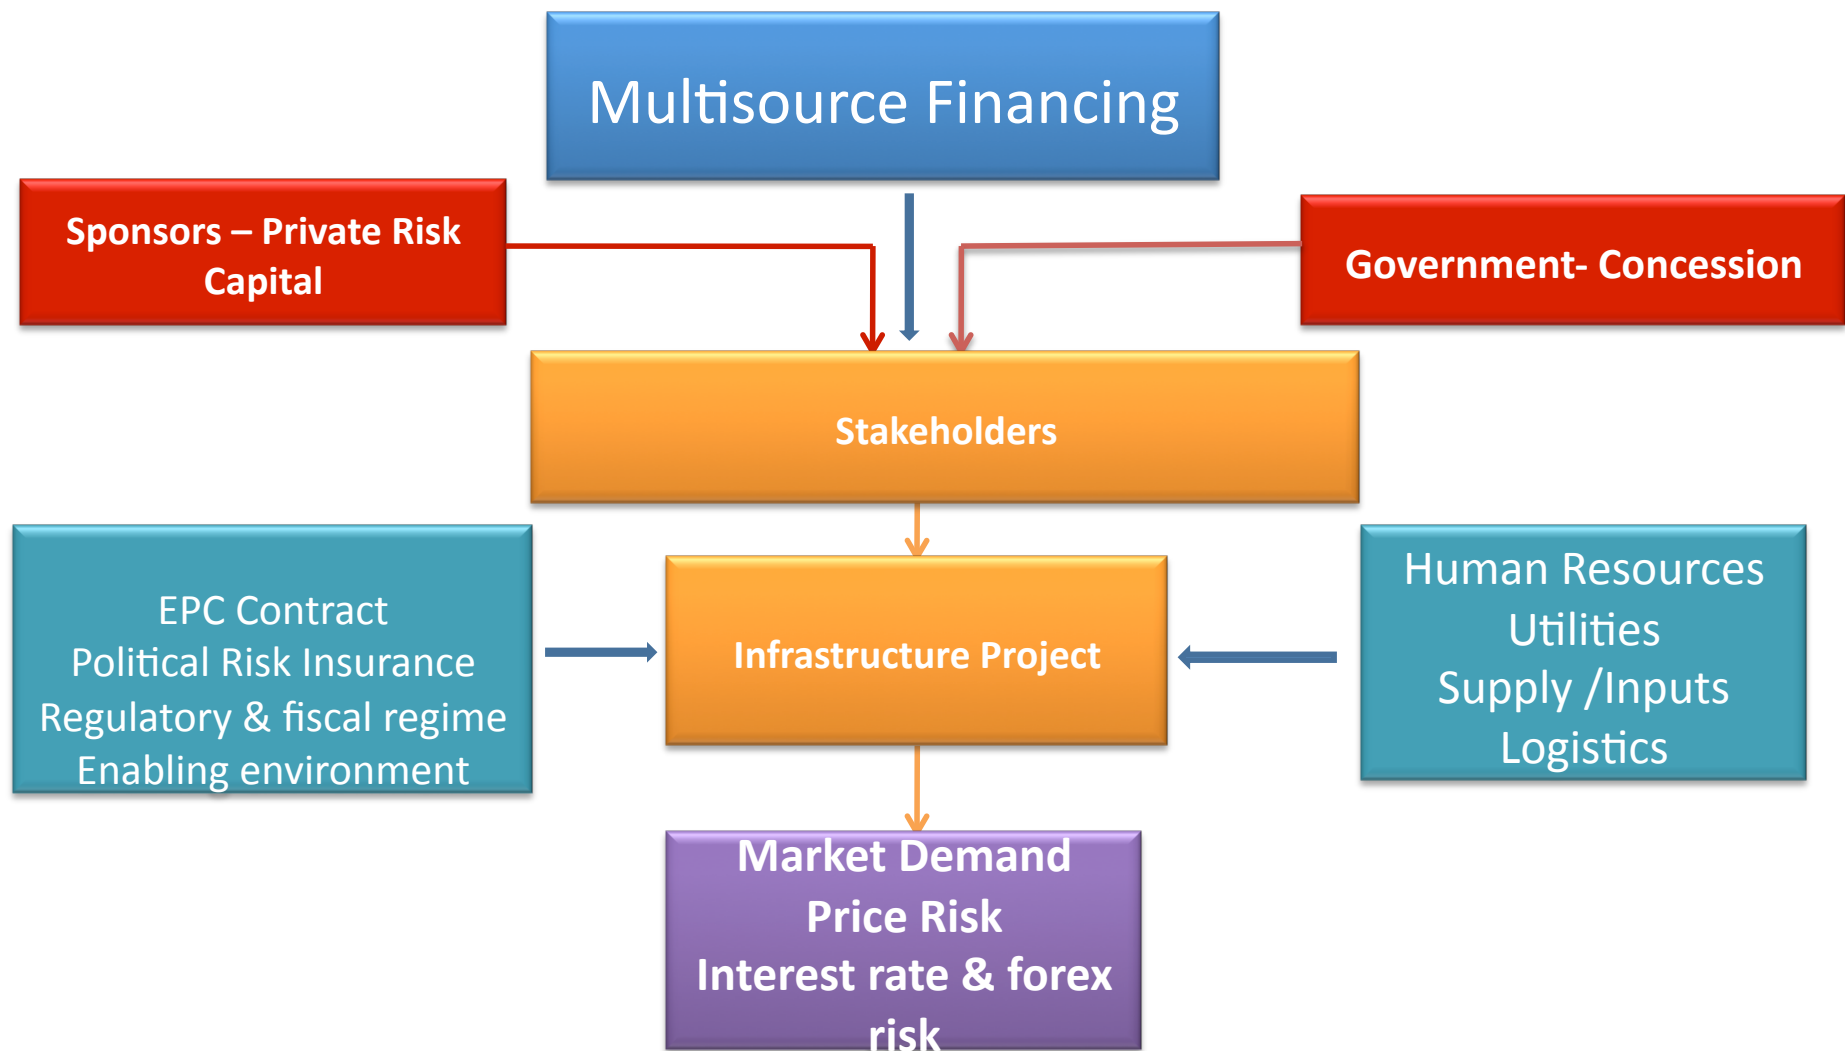 Multisource Financing
Sponsors – Private Risk
Capital
Government- Concession
Stakeholders
EPC Contract
Political Risk Insurance
Regulatory & fiscal regime
Enabling environment
Infrastructure Project
Human Resources
Utilities
Supply /Inputs
Logistics
Market Demand
Price Risk
Interest rate & forex
risk